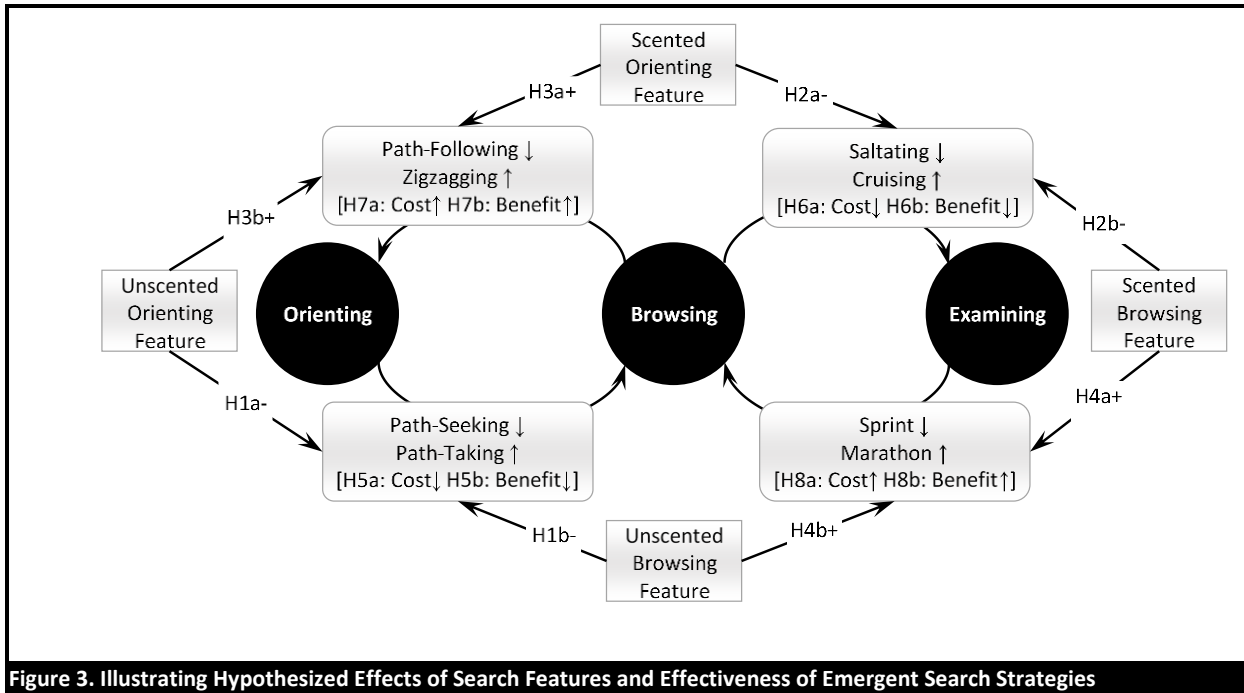 Scented
Orienting
Feature
H3a+
H2a-
Path-Following ↓
Zigzagging ↑
[H7a: Cost↑ H7b: Benefit↑]
Saltating ↓
Cruising ↑
[H6a: Cost↓ H6b: Benefit↓]
H3b+
H2b-
Unscented
Orienting
Feature
Orienting
Browsing
Examining
Scented
Browsing
Feature
H1a-
H4a+
Path-Seeking ↓
Path-Taking ↑
[H5a: Cost↓ H5b: Benefit↓]
Sprint ↓
Marathon ↑
[H8a: Cost↑ H8b: Benefit↑]
H1b-
H4b+
Unscented
Browsing
Feature
Figure 3. Illustrating Hypothesized Effects of Search Features and Effectiveness of Emergent Search Strategies